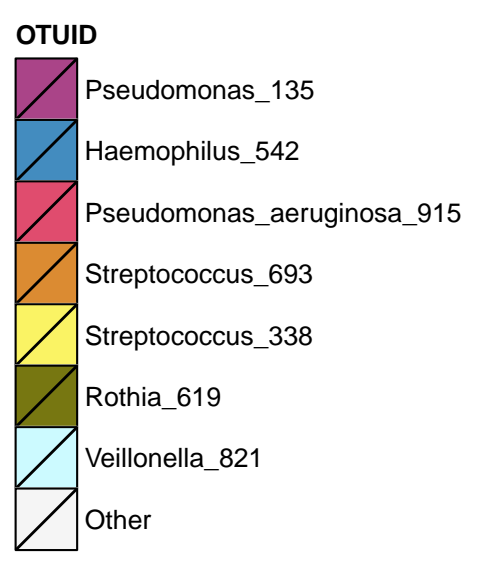 OTUID
Pseudomonas_135
Haemophilus_542
Pseudomonas_aeruginosa_915
Streptococcus_693
Streptococcus_338
Rothia_619
Veillonella_821
Other